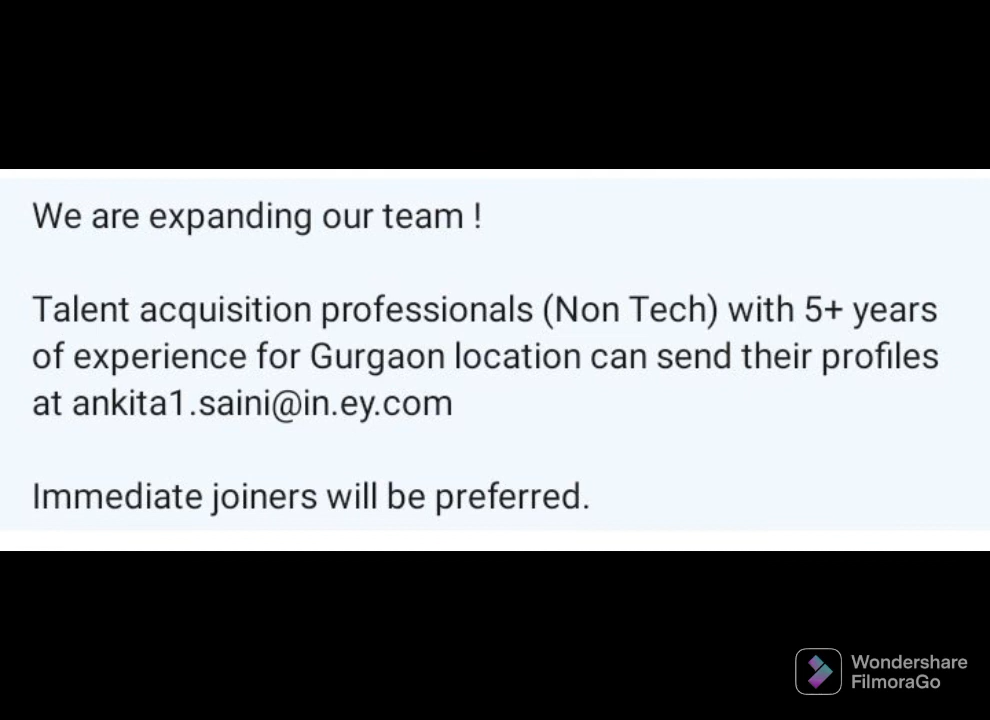 We are expanding our team !
Talent acquisition professionals (Non Tech) with 5+ years
of experience for Gurgaon location can send their profiles
at ankita1.saini@in.ey.com
Immediate joiners will be preferred.
Wondershare
FilmoraGo